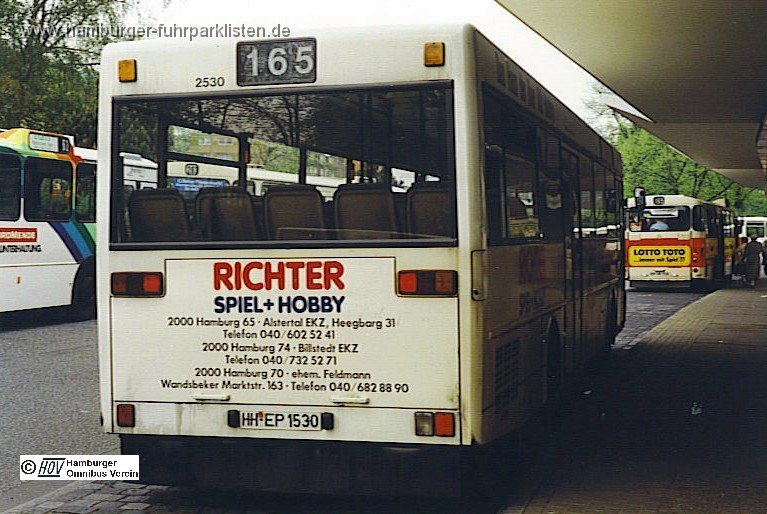 www.hamburger-fuhrparklisten.de
165
2530
RICHTER
SPIEL+HOBBY
2000 Hamburg 65 · Alstertal EKZ, Heegbarg 31
Telefon 040/602 52 41
2000 Hamburg 74 · Billstedt EKZ
Telefon 040/732 52 71
2000 Hamburg 70 · ehem. Feldmann
Wandsbeker Marktstr. 163 · Telefon 040/682 88 90
HH EP 1530
LOTTO TOTO
© HOV Hamburger
Omnibus Verein